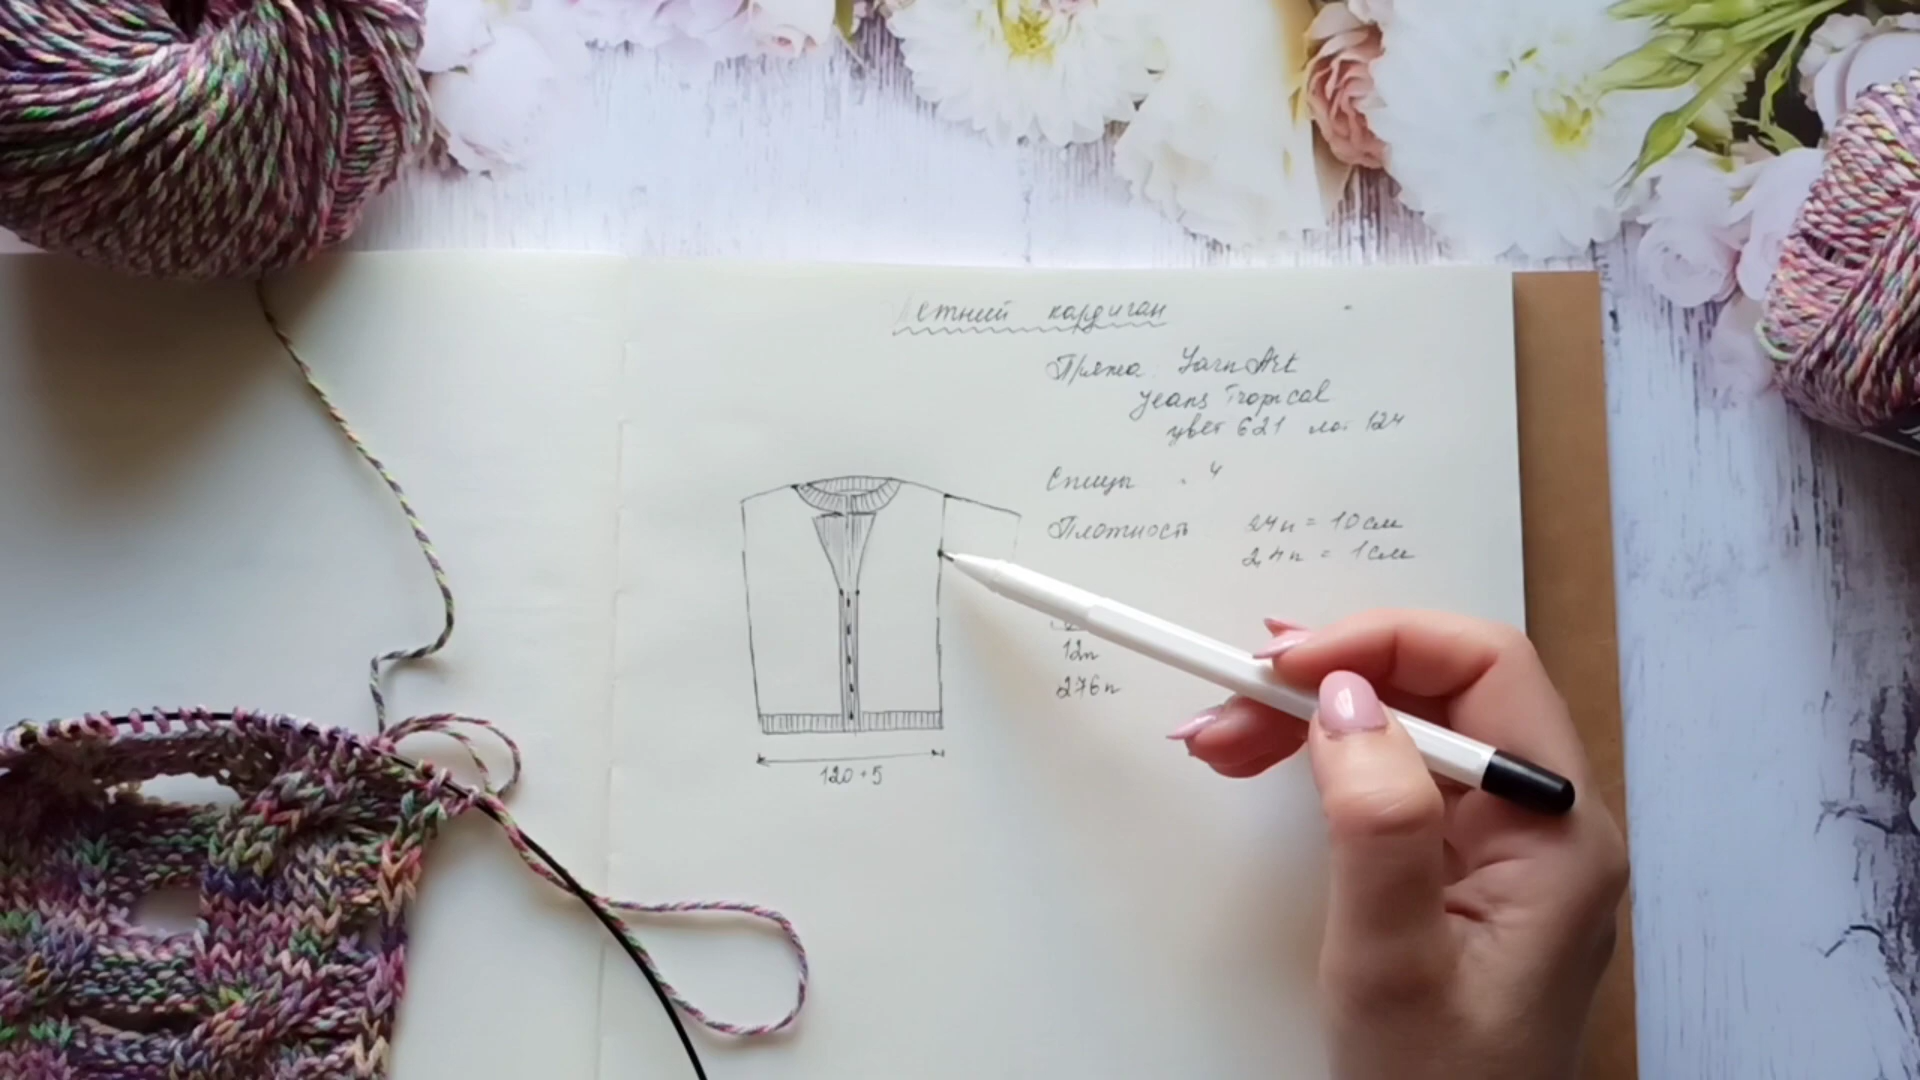 Летний кардиган
Пряжа: YarnArt
Jeans Tropical
цвет 621 лот 124
Спицы 4
Плотность 24п = 10см
2,4п = 1см
12п
276п
120+5